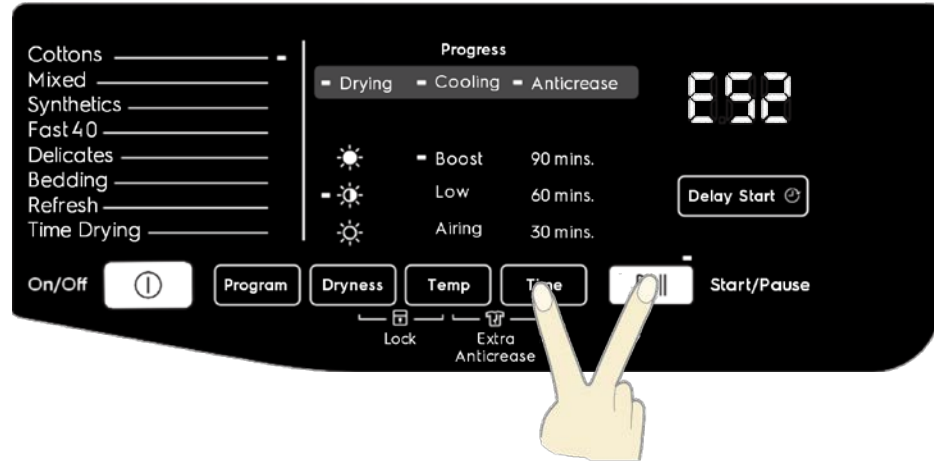 Cottons
Mixed
Synthetics
Fast 40
Delicates
Bedding
Refresh
Time Drying
Progress
Drying Cooling Anticrease
Boost 90 mins.
Low 60 mins.
Airing 30 mins.
E52
Delay Start
On/Off Program Dryness Temp Time Start/Pause
Lock
Extra
Anticrease